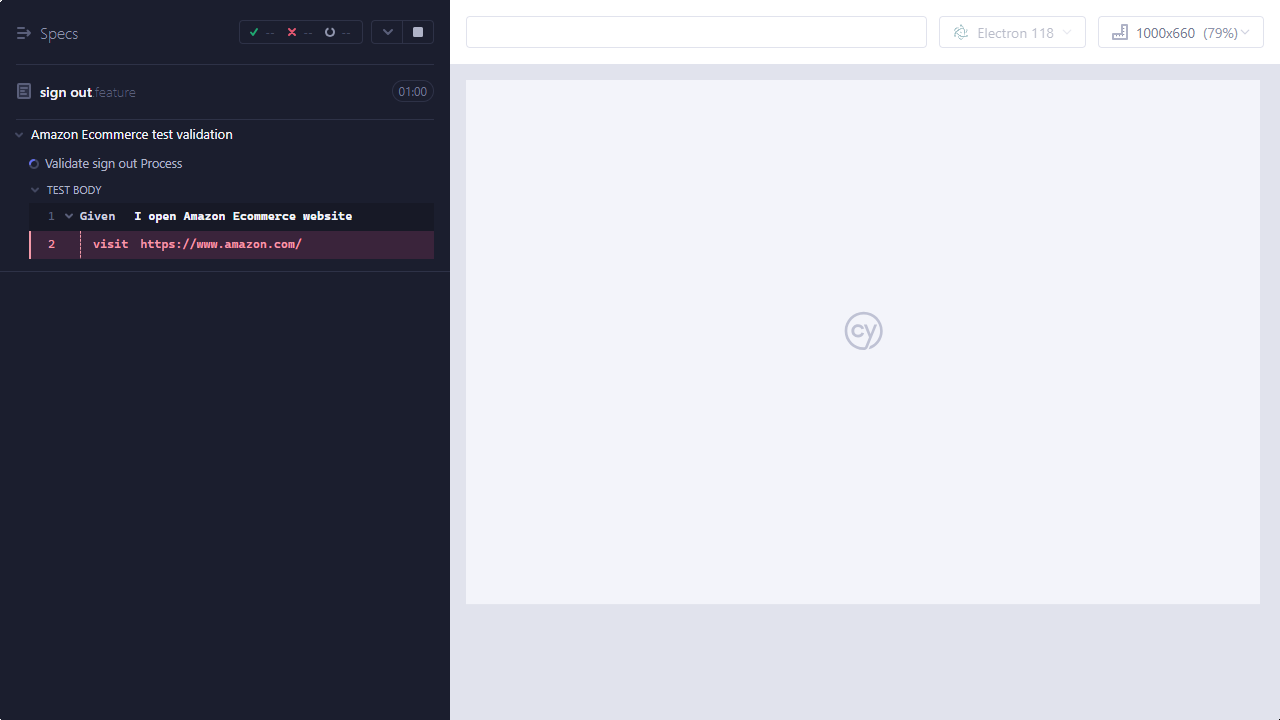 Specs
-- -- --
sign out.feature
01:00
Amazon Ecommerce test validation
Validate sign out Process
TEST BODY
1 Given I open Amazon Ecommerce website
2 visit https://www.amazon.com/
Electron 118
1000x660 (79%)
cy